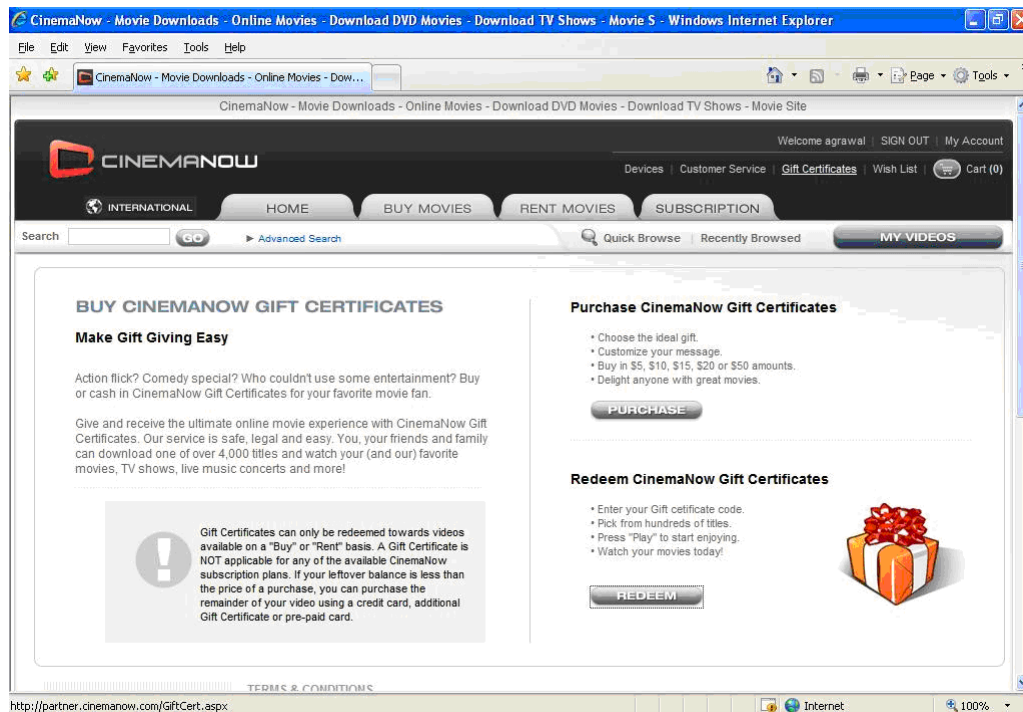 CinemaNow - Movie Downloads - Online Movies - Download DVD Movies - Download TV Shows - Movie S - Windows Internet Explorer
File Edit View Favorites Tools Help
CinemaNow - Movie Downloads - Online Movies - Dow...
Page Tools
CinemaNow - Movie Downloads - Online Movies - Download DVD Movies - Download TV Shows - Movie Site
Welcome agrawal | SIGN OUT | My Account
CINEMANOW
Devices | Customer Service | Gift Certificates | Wish List | Cart (0)
INTERNATIONAL HOME BUY MOVIES RENT MOVIES SUBSCRIPTION
Search GO Advanced Search Quick Browse | Recently Browsed MY VIDEOS
BUY CINEMANOW GIFT CERTIFICATES
Make Gift Giving Easy
Action flick? Comedy special? Who couldn't use some entertainment? Buy
or cash in CinemaNow Gift Certificates for your favorite movie fan.
Give and receive the ultimate online movie experience with CinemaNow Gift
Certificates. Our service is safe, legal and easy. You, your friends and family
can download one of over 4,000 titles and watch your (and our) favorite
movies, TV shows, live music concerts and more!
Gift Certificates can only be redeemed towards videos
available on a "Buy" or "Rent" basis. A Gift Certificate is
NOT applicable for any of the available CinemaNow
subscription plans. If your leftover balance is less than
the price of a purchase, you can purchase the
remainder of your video using a credit card, additional
Gift Certificate or pre-paid card.
Purchase CinemaNow Gift Certificates
• Choose the ideal gift.
• Customize your message.
• Buy in $5, $10, $15, $20 or $50 amounts.
• Delight anyone with great movies.
PURCHASE
Redeem CinemaNow Gift Certificates
• Enter your Gift cetificate code.
• Pick from hundreds of titles.
• Press "Play" to start enjoying.
• Watch your movies today!
REDEEM
TERMS & CONDITIONS
http://partner.cinemanow.com/GiftCert.aspx Internet 100%